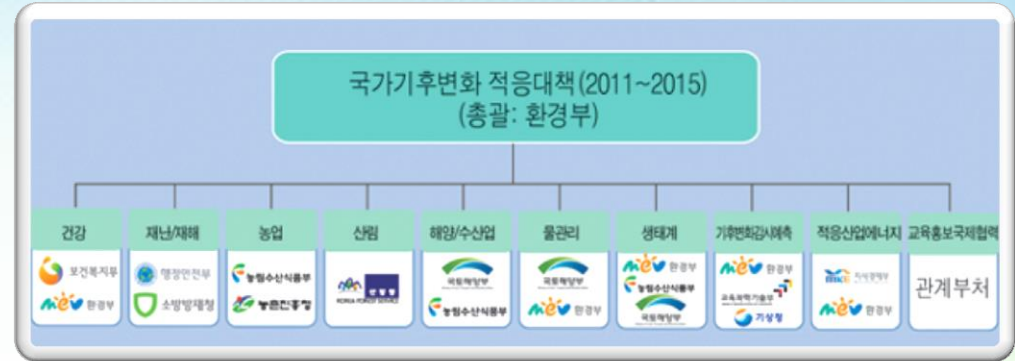 국가기후변화 적응대책(2011~2015)
(총괄: 환경부)
건강
재난/재해
농업
산림
해양/수산업
물관리
생태계
기후변화감시예측
적응산업에너지
교육홍보국제협력
보건복지부
mev 환경부
행정안전부
소방방재청
농림수산식품부
농촌진흥청
산림청
KOREA FOREST SERVICE
국토해양부
농림수산식품부
국토해양부
mev 환경부
mev 환경부
농림수산식품부
국토해양부
mev 환경부
교육과학기술부
기상청
지식경제부
mev 환경부
관계부처